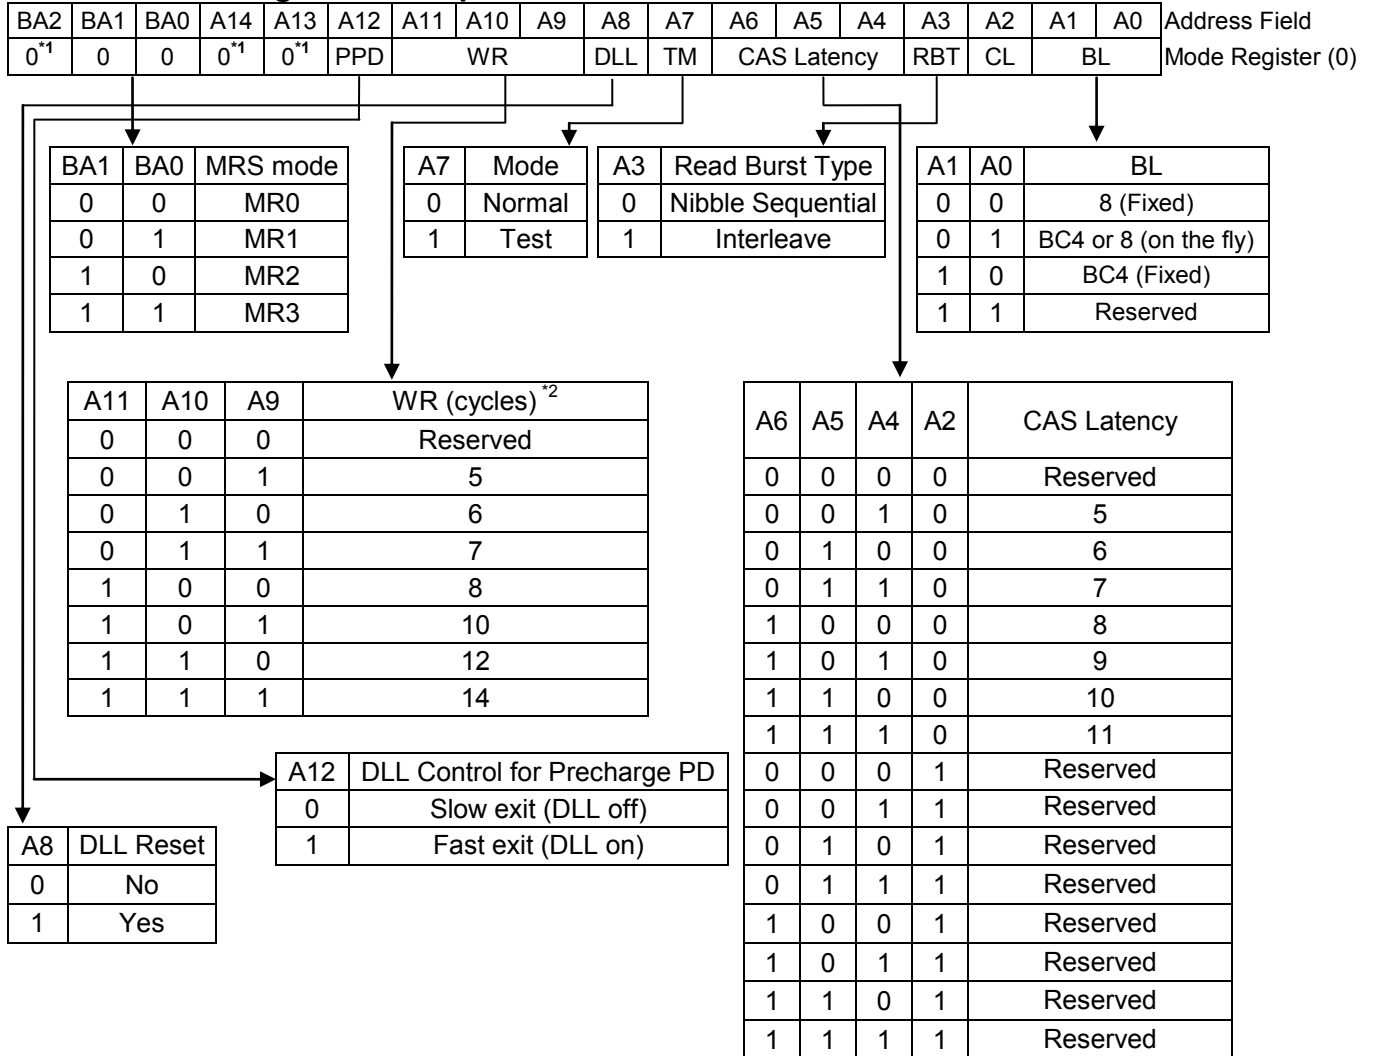 BA2 BA1 BA0 A14 A13 A12 A11 A10 A9 A8 A7 A6 A5 A4 A3 A2 A1 A0 Address Field
0*1 0 0 0*1 0*1 PPD WR DLL TM CAS Latency RBT CL BL Mode Register (0)
BA1 BA0 MRS mode
0 0 MR0
0 1 MR1
1 0 MR2
1 1 MR3
A7 Mode
0 Normal
1 Test
A3 Read Burst Type
0 Nibble Sequential
1 Interleave
A1 A0 BL
0 0 8 (Fixed)
0 1 BC4 or 8 (on the fly)
1 0 BC4 (Fixed)
1 1 Reserved
A11 A10 A9 WR (cycles) *2
0 0 0 Reserved
0 0 1 5
0 1 0 6
0 1 1 7
1 0 0 8
1 0 1 10
1 1 0 12
1 1 1 14
A6 A5 A4 A2 CAS Latency
0 0 0 0 Reserved
0 0 1 0 5
0 1 0 0 6
0 1 1 0 7
1 0 0 0 8
1 0 1 0 9
1 1 0 0 10
1 1 1 0 11
0 0 0 1 Reserved
0 0 1 1 Reserved
0 1 0 1 Reserved
0 1 1 1 Reserved
1 0 0 1 Reserved
1 0 1 1 Reserved
1 1 0 1 Reserved
1 1 1 1 Reserved
A12 DLL Control for Precharge PD
0 Slow exit (DLL off)
1 Fast exit (DLL on)
A8 DLL Reset
0 No
1 Yes